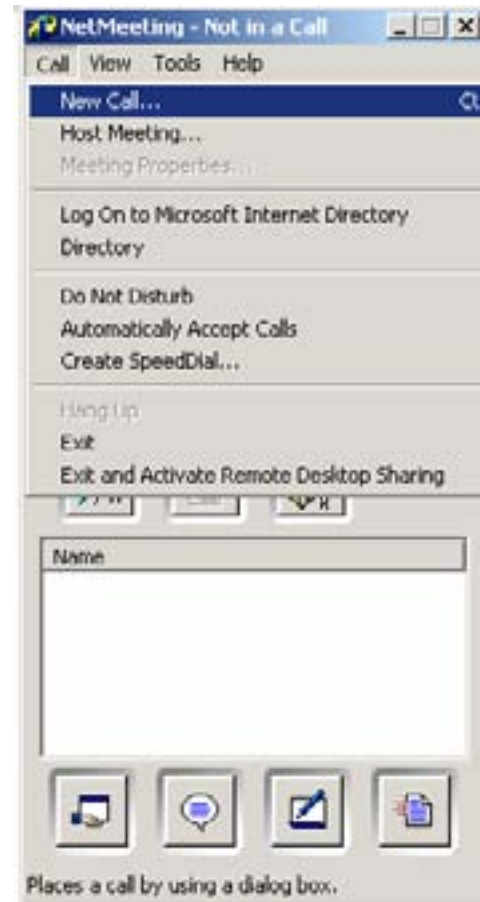 NetMeeting - Not in a Call
Call View Tools Help
New Call...
Host Meeting...
Meeting Properties...
Log On to Microsoft Internet Directory
Directory
Do Not Disturb
Automatically Accept Calls
Create SpeedDial...
Hang Up
Exit
Exit and Activate Remote Desktop Sharing
Name
Places a call by using a dialog box.